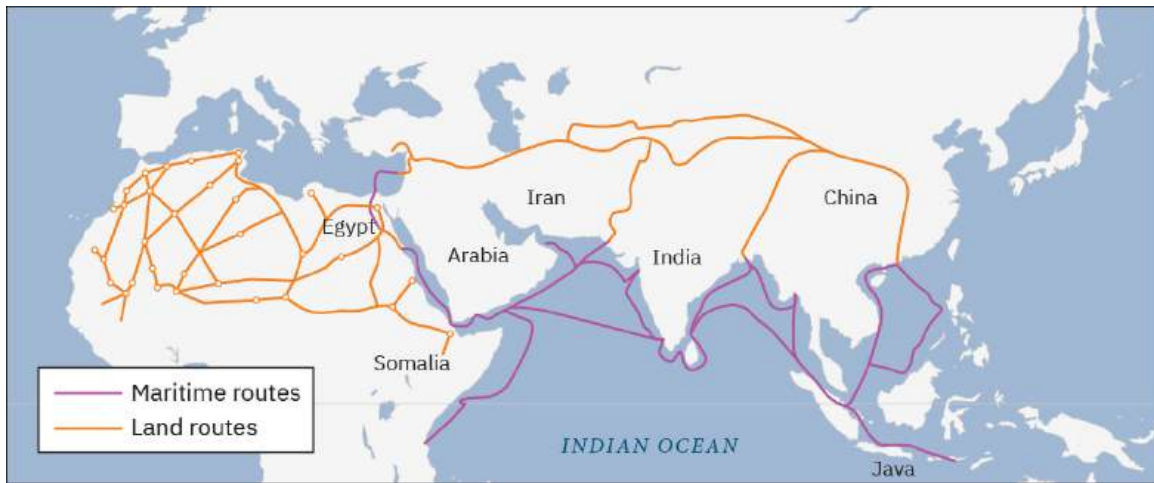 Iran
China
Egypt
Arabia
India
Somalia
Maritime routes
Land routes
INDIAN OCEAN
Java